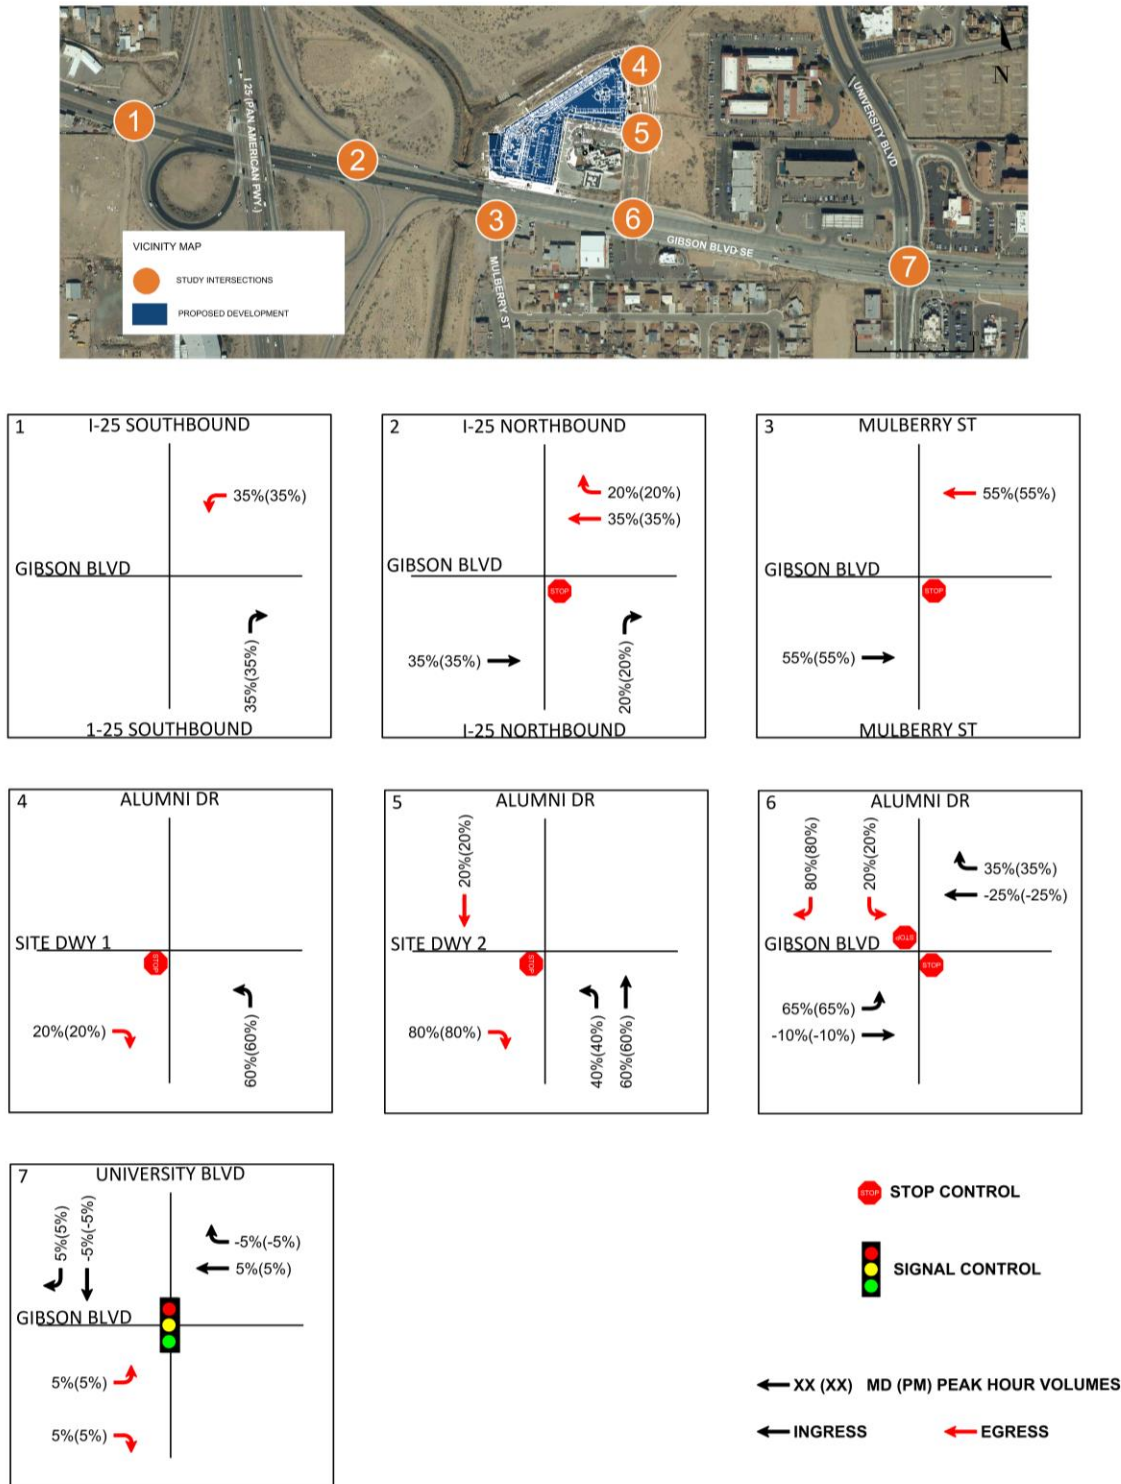 I 25 (PAN AMERICAN FWY.)
UNIVERSITY BLVD
N
1
2
3
4
5
6
7
MULBERRY ST
GIBSON BLVD SE
VICINITY MAP
STUDY INTERSECTIONS
PROPOSED DEVELOPMENT
1
I-25 SOUTHBOUND
35%(35%)
GIBSON BLVD
35%(35%)
1-25 SOUTHBOUND
2
I-25 NORTHBOUND
20%(20%)
35%(35%)
GIBSON BLVD
STOP
35%(35%)
20%(20%)
I-25 NORTHBOUND
3
MULBERRY ST
55%(55%)
GIBSON BLVD
STOP
55%(55%)
MULBERRY ST
4
ALUMNI DR
SITE DWY 1
STOP
20%(20%)
60%(60%)
5
ALUMNI DR
20%(20%)
SITE DWY 2
STOP
80%(80%)
40%(40%)
60%(60%)
6
ALUMNI DR
80%(80%)
20%(20%)
35%(35%)
-25%(-25%)
GIBSON BLVD
STOP
STOP
65%(65%)
-10%(-10%)
7
UNIVERSITY BLVD
5%(5%)
-5%(-5%)
-5%(-5%)
5%(5%)
GIBSON BLVD
5%(5%)
5%(5%)
STOP
STOP CONTROL
SIGNAL CONTROL
XX (XX) MD (PM) PEAK HOUR VOLUMES
INGRESS
EGRESS